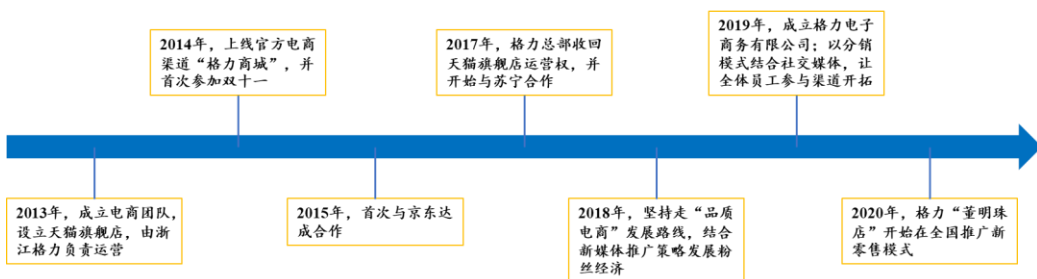 2014年，上线官方电商
渠道“格力商城”，并
首次参加双十一
2017年，格力总部收回
天猫旗舰店运营权，并
开始与苏宁合作
2019年，成立格力电子
商务有限公司；以分销
模式结合社交媒体，让
全体员工参与渠道开拓
2013年，成立电商团队，
设立天猫旗舰店，由浙
江格力负责运营
2015年，首次与京东达
成合作
2018年，坚持走“品质
电商”发展路线，结合
新媒体推广策略发展粉
丝经济
2020年，格力“董明珠
店”开始在全国推广新
零售模式